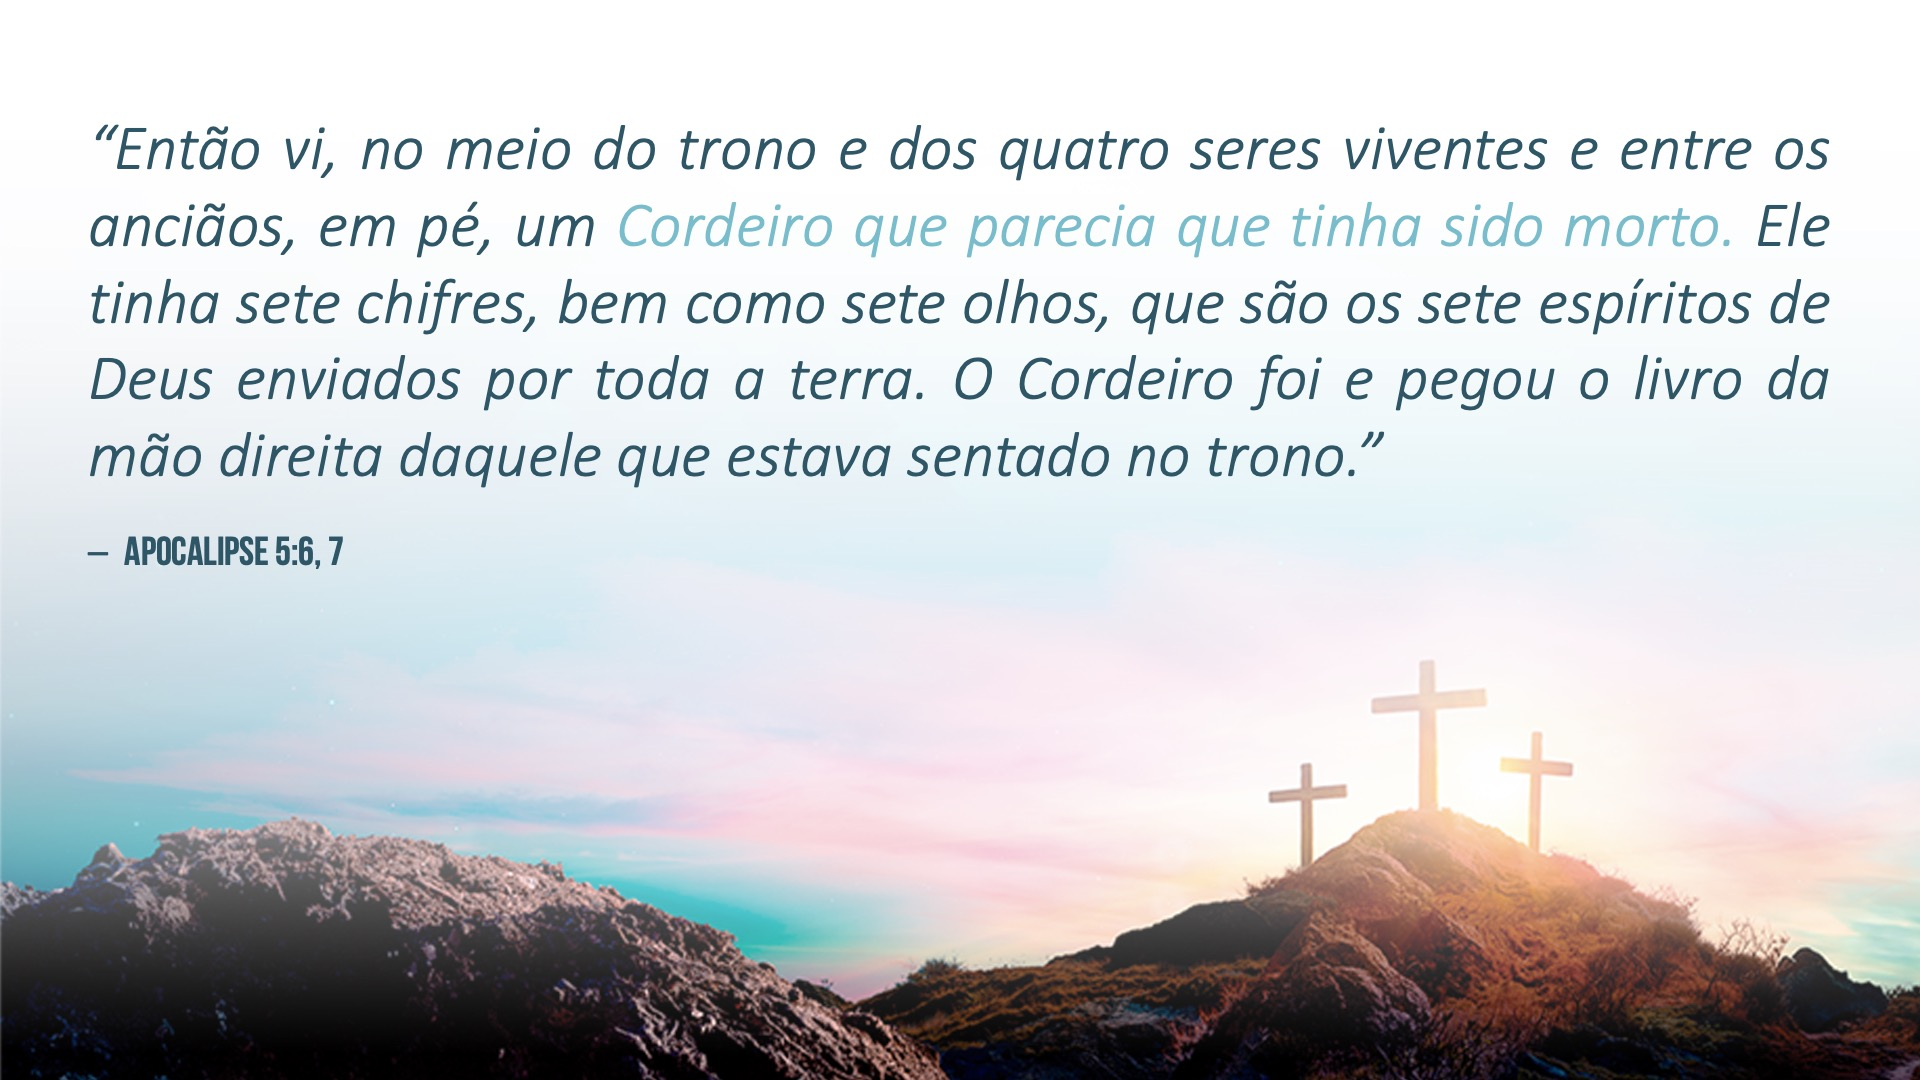 “Então vi, no meio do trono e dos quatro seres viventes e entre os
anciãos, em pé, um Cordeiro que parecia que tinha sido morto. Ele
tinha sete chifres, bem como sete olhos, que são os sete espíritos de
Deus enviados por toda a terra. O Cordeiro foi e pegou o livro da
mão direita daquele que estava sentado no trono.”
– APOCALIPSE 5:6, 7